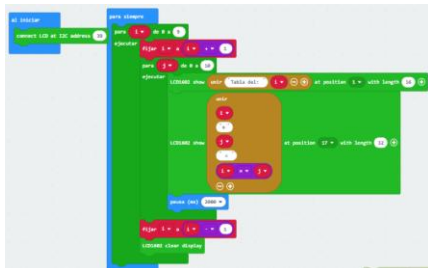 al iniciar
connect LCD at I2C address 39
para siempre
para i de 0 a 9
ejecutar
fijar i a i + 1
para j de 0 a 10
ejecutar
LCD1602 show unir Tabla del: i at position 1 with length 16
LCD1602 show unir i j i j at position 17 with length
pausa (ms) 2000
fijar i a i - 1
LCD1602 clear display